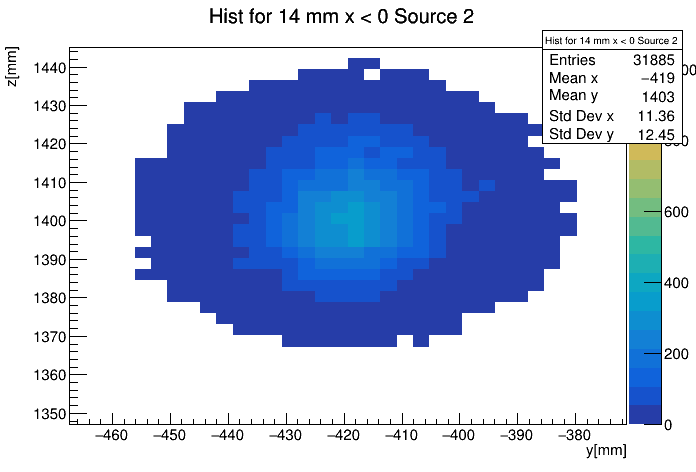 Hist for 14 mm x < 0 Source 2
z[mm]
Hist for 14 mm x < 0 Source 2
Entries 31885
Mean x −419
Mean y 1403
Std Dev x 11.36
Std Dev y 12.45
1440
1430
1420
1410
1400
1390
1380
1370
1360
1350
600
400
200
0
−460 −450 −440 −430 −420 −410 −400 −390 −380
y[mm]